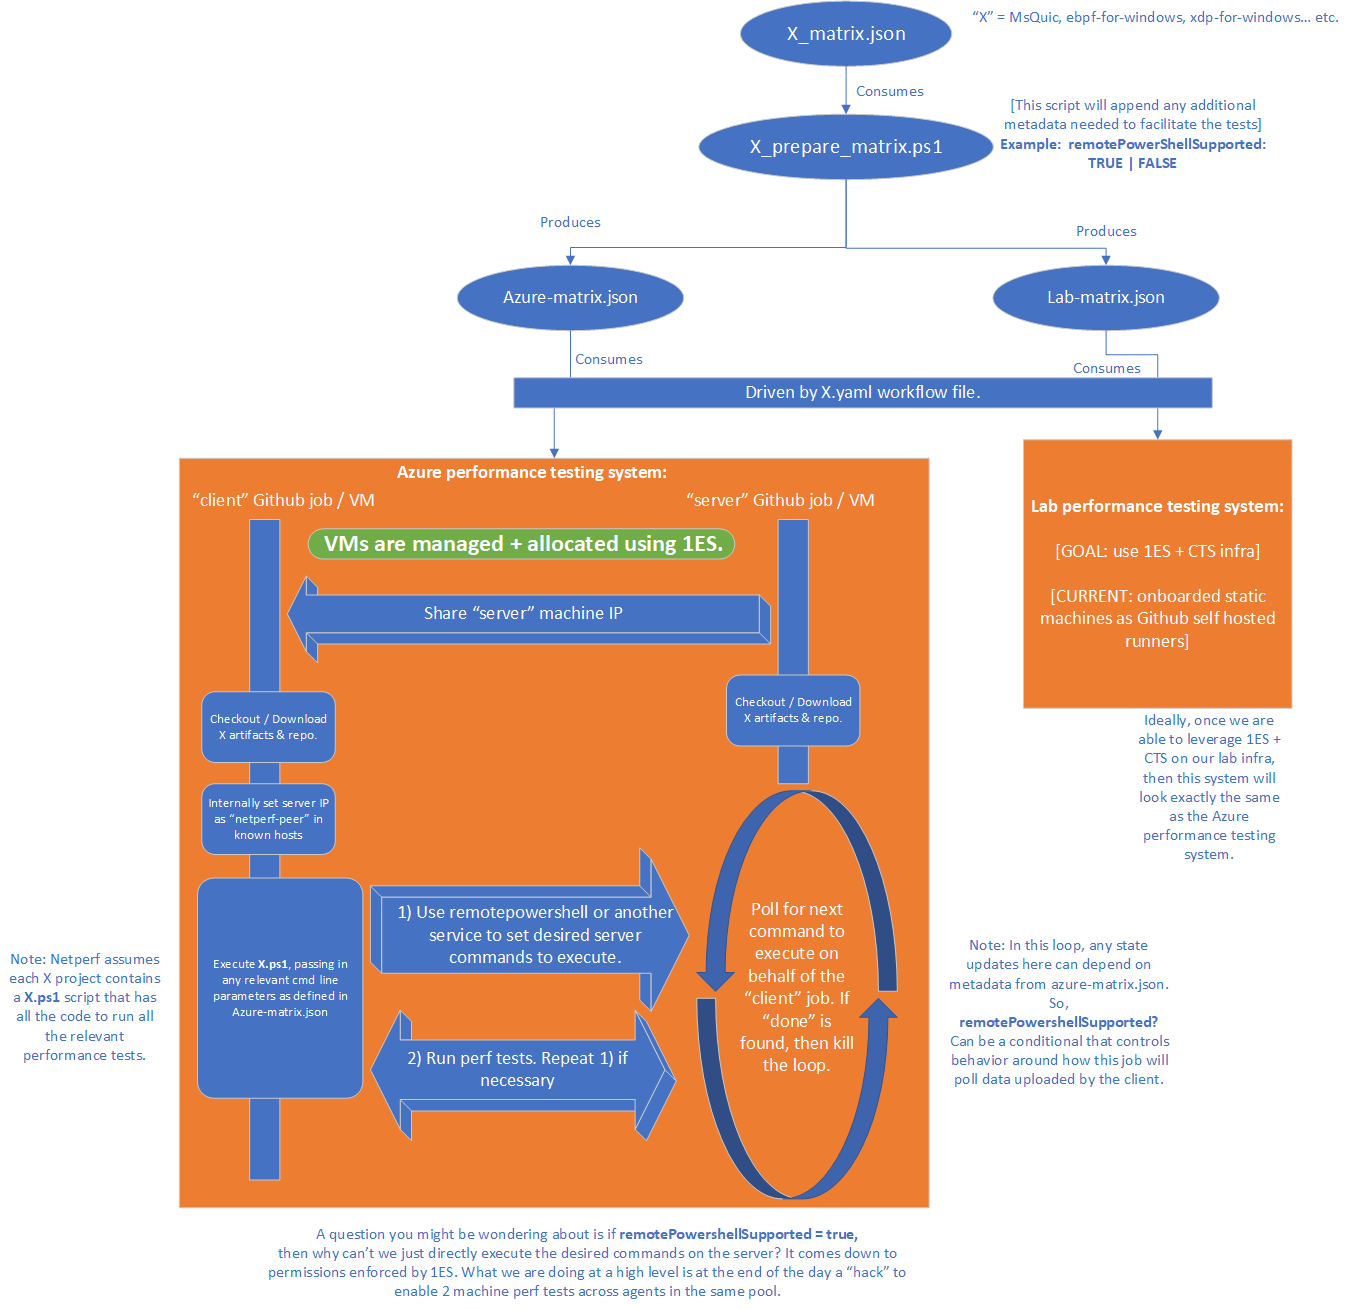 X_matrix.json
“X” = MsQuic, ebpf-for-windows, xdp-for-windows… etc.
Consumes
[This script will append any additional
metadata needed to facilitate the tests]
Example:  remotePowerShellSupported:
TRUE | FALSE
X_prepare_matrix.ps1
Produces
Produces
Azure-matrix.json
Lab-matrix.json
Consumes
Consumes
Driven by X.yaml workflow file.
Azure performance testing system:
“client” Github job / VM
“server” Github job / VM
VMs are managed + allocated using 1ES.
Share “server” machine IP
Checkout / Download
X artifacts & repo.
Checkout / Download
X artifacts & repo.
Internally set server IP
as “netperf-peer” in
known hosts
Execute X.ps1, passing in
any relevant cmd line
parameters as defined in
Azure-matrix.json
1) Use remotepowershell or another
service to set desired server
commands to execute.
2) Run perf tests. Repeat 1) if
necessary
Poll for next
command to
execute on
behalf of the
“client” job. If
“done” is
found, then kill
the loop.
Lab performance testing system:
[GOAL: use 1ES + CTS infra]
[CURRENT: onboarded static
machines as Github self hosted
runners]
Ideally, once we are
able to leverage 1ES +
CTS on our lab infra,
then this system will
look exactly the same
as the Azure
performance testing
system.
Note: Netperf assumes
each X project contains
a X.ps1 script that has
all the code to run all
the relevant
performance tests.
Note: In this loop, any state
updates here can depend on
metadata from azure-matrix.json.
So,
remotePowershellSupported?
Can be a conditional that controls
behavior around how this job will
poll data uploaded by the client.
A question you might be wondering about is if remotePowershellSupported = true,
then why can’t we just directly execute the desired commands on the server? It comes down to
permissions enforced by 1ES. What we are doing at a high level is at the end of the day a “hack” to
enable 2 machine perf tests across agents in the same pool.